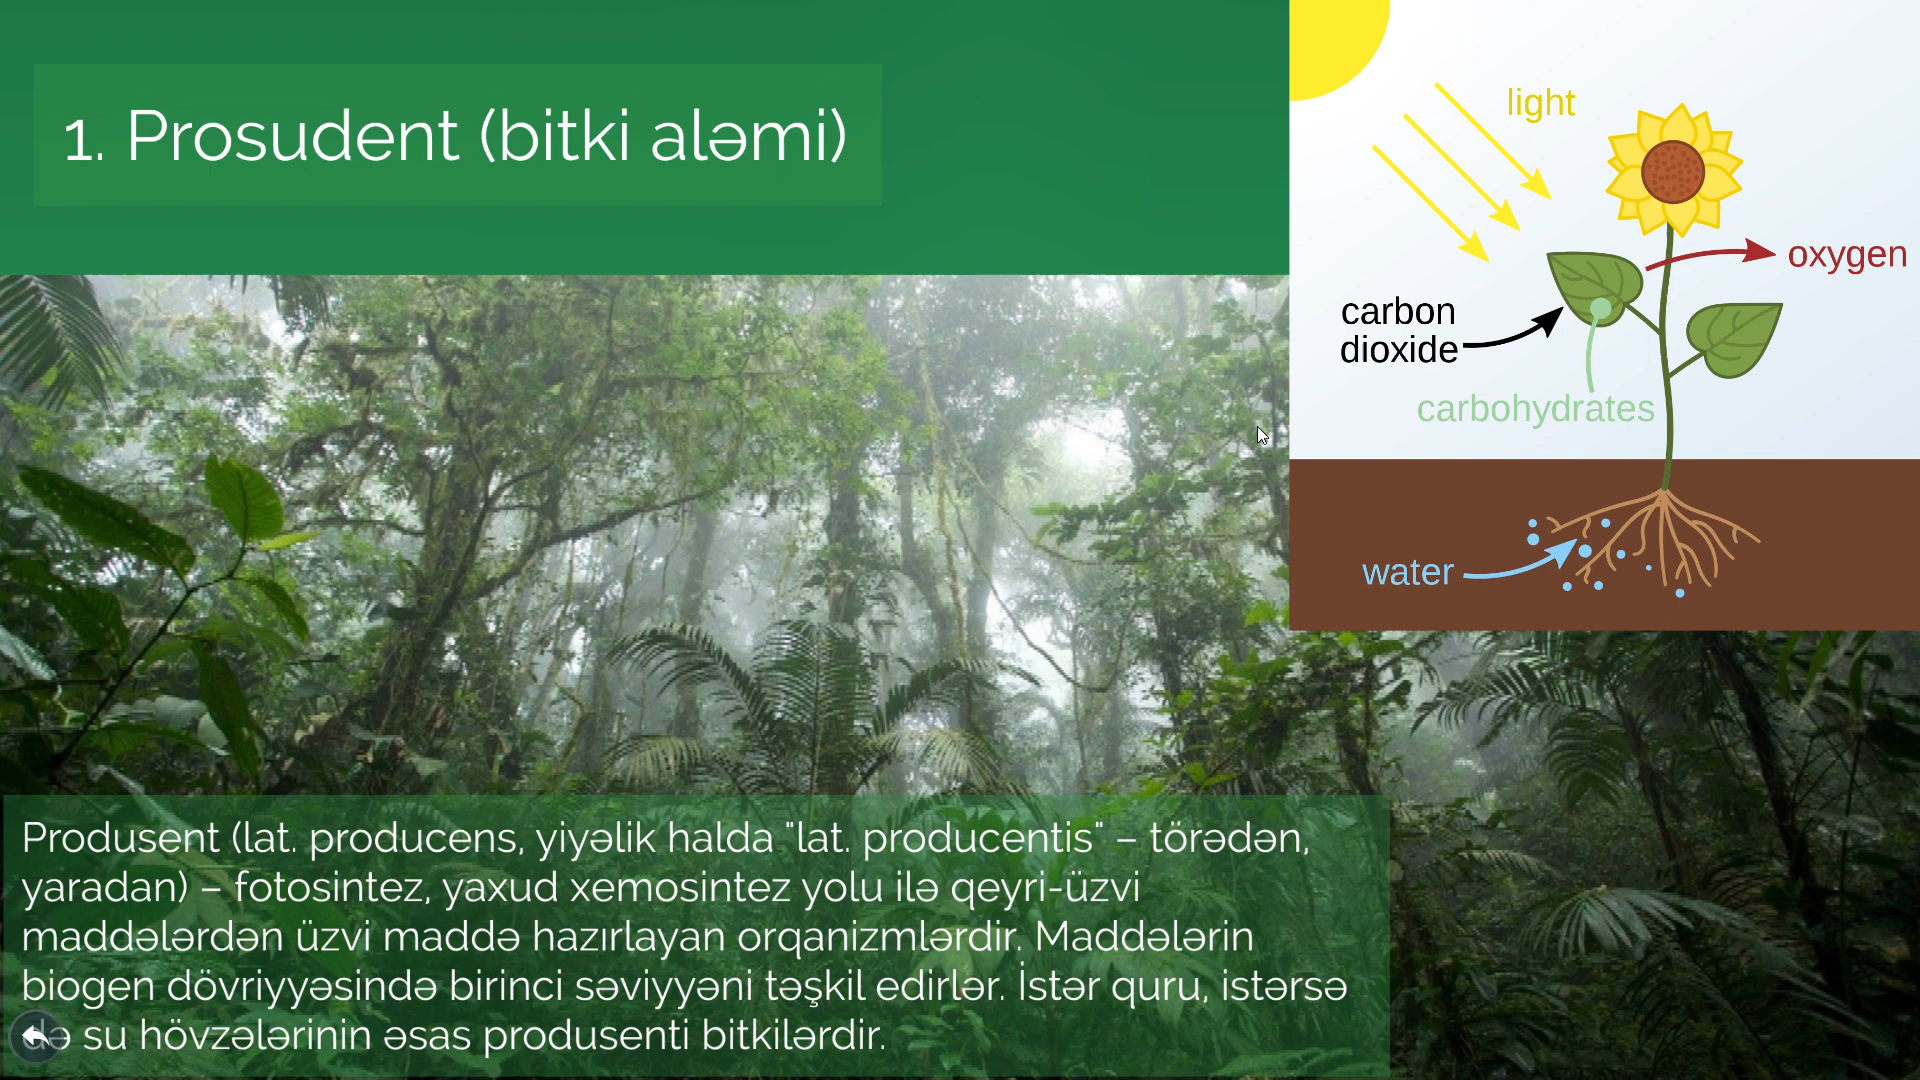 1. Prosudent (bitki aləmi)
light
oxygen
carbon
dioxide
carbohydrates
water
Produsent (lat. producens, yiyəlik halda "lat. producentis" – törədən,
yaradan) – fotosintez, yaxud xemosintez yolu ilə qeyri-üzvi
maddələrdən üzvi maddə hazırlayan orqanizmlərdir. Maddələrin
biogen dövriyyəsində birinci səviyyəni təşkil edirlər. İstər quru, istərsə
də su hövzələrinin əsas produsenti bitkilərdir.